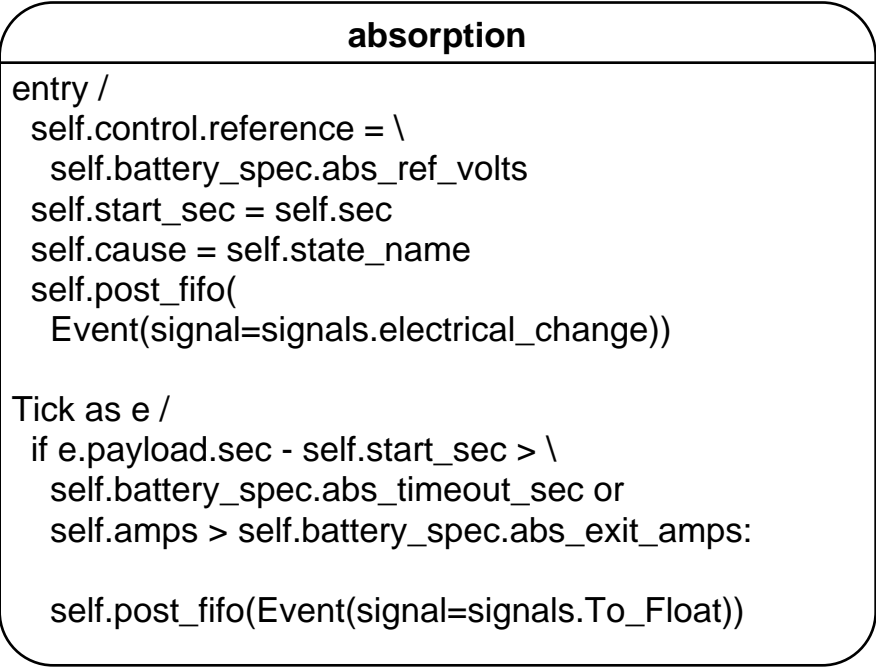 absorption
entry /
self.control.reference = \
self.battery_spec.abs_ref_volts
self.start_sec = self.sec
self.cause = self.state_name
self.post_fifo(
Event(signal=signals.electrical_change))
Tick as e /
if e.payload.sec - self.start_sec > \
self.battery_spec.abs_timeout_sec or
self.amps > self.battery_spec.abs_exit_amps:
self.post_fifo(Event(signal=signals.To_Float))